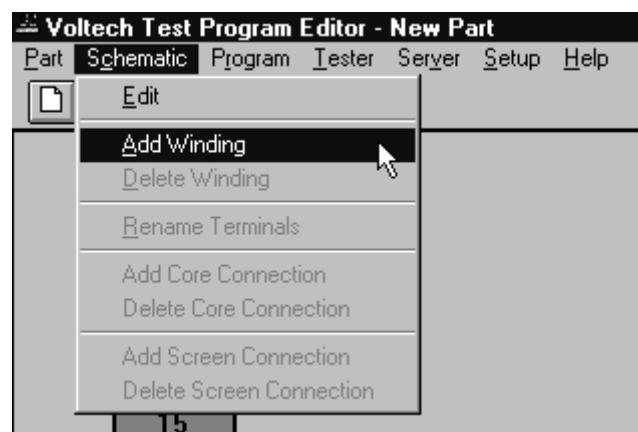 Voltech Test Program Editor - New Part
Part Schematic Program Tester Server Setup Help
Edit
Add Winding
Delete Winding
Rename Terminals
Add Core Connection
Delete Core Connection
Add Screen Connection
Delete Screen Connection
15